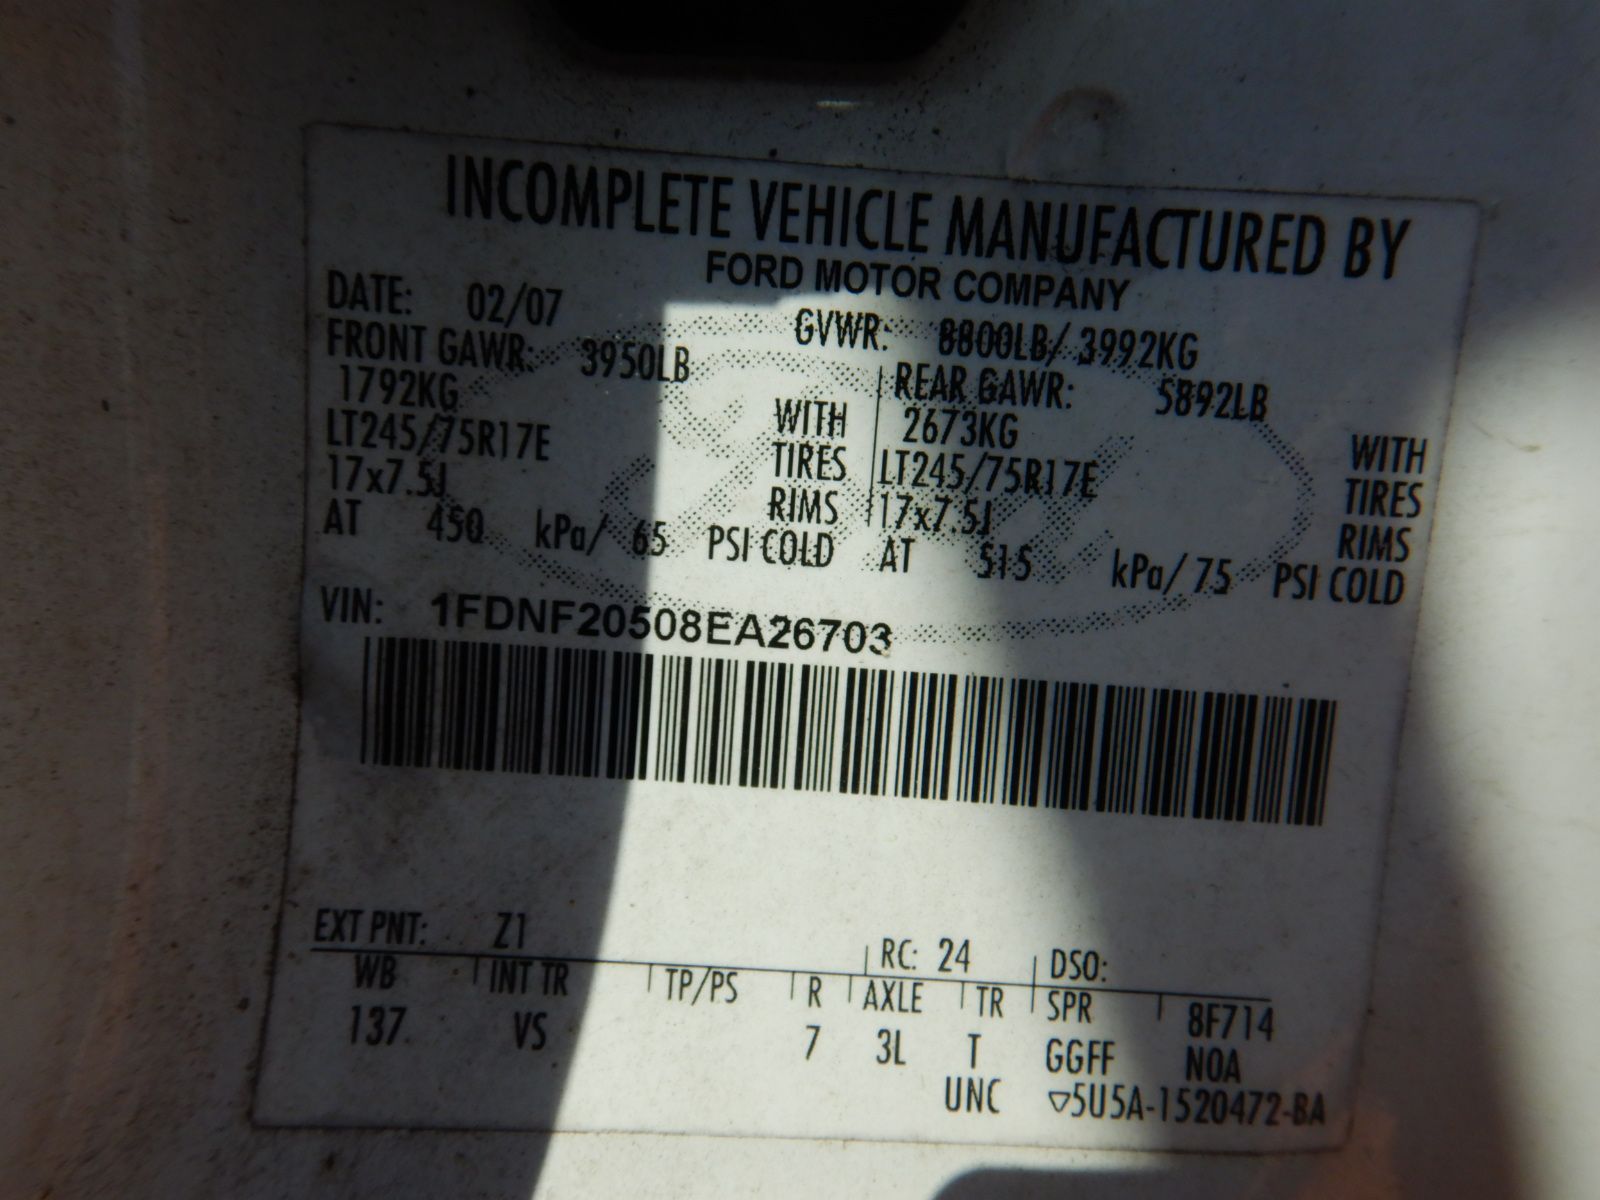 INCOMPLETE VEHICLE MANUFACTURED BY
FORD MOTOR COMPANY
DATE: 02/07 GVWR: 8800LB/ 3992KG
FRONT GAWR: 3950LB REAR GAWR: 5892LB
1792KG WITH 2673KG WITH
LT245/75R17E TIRES LT245/75R17E TIRES
17x7.5J RIMS 17x7.5J RIMS
AT 450 kPa/ 65 PSI COLD AT 515 kPa/ 75 PSI COLD
VIN: 1FDNF20508EA26703
EXT PNT: Z1 RC: 24 DSO:
WB INT TR TP/PS R AXLE TR SPR 8F714
137 VS 7 3L T GGFF NOA
UNC ▽5U5A-1520472-BA